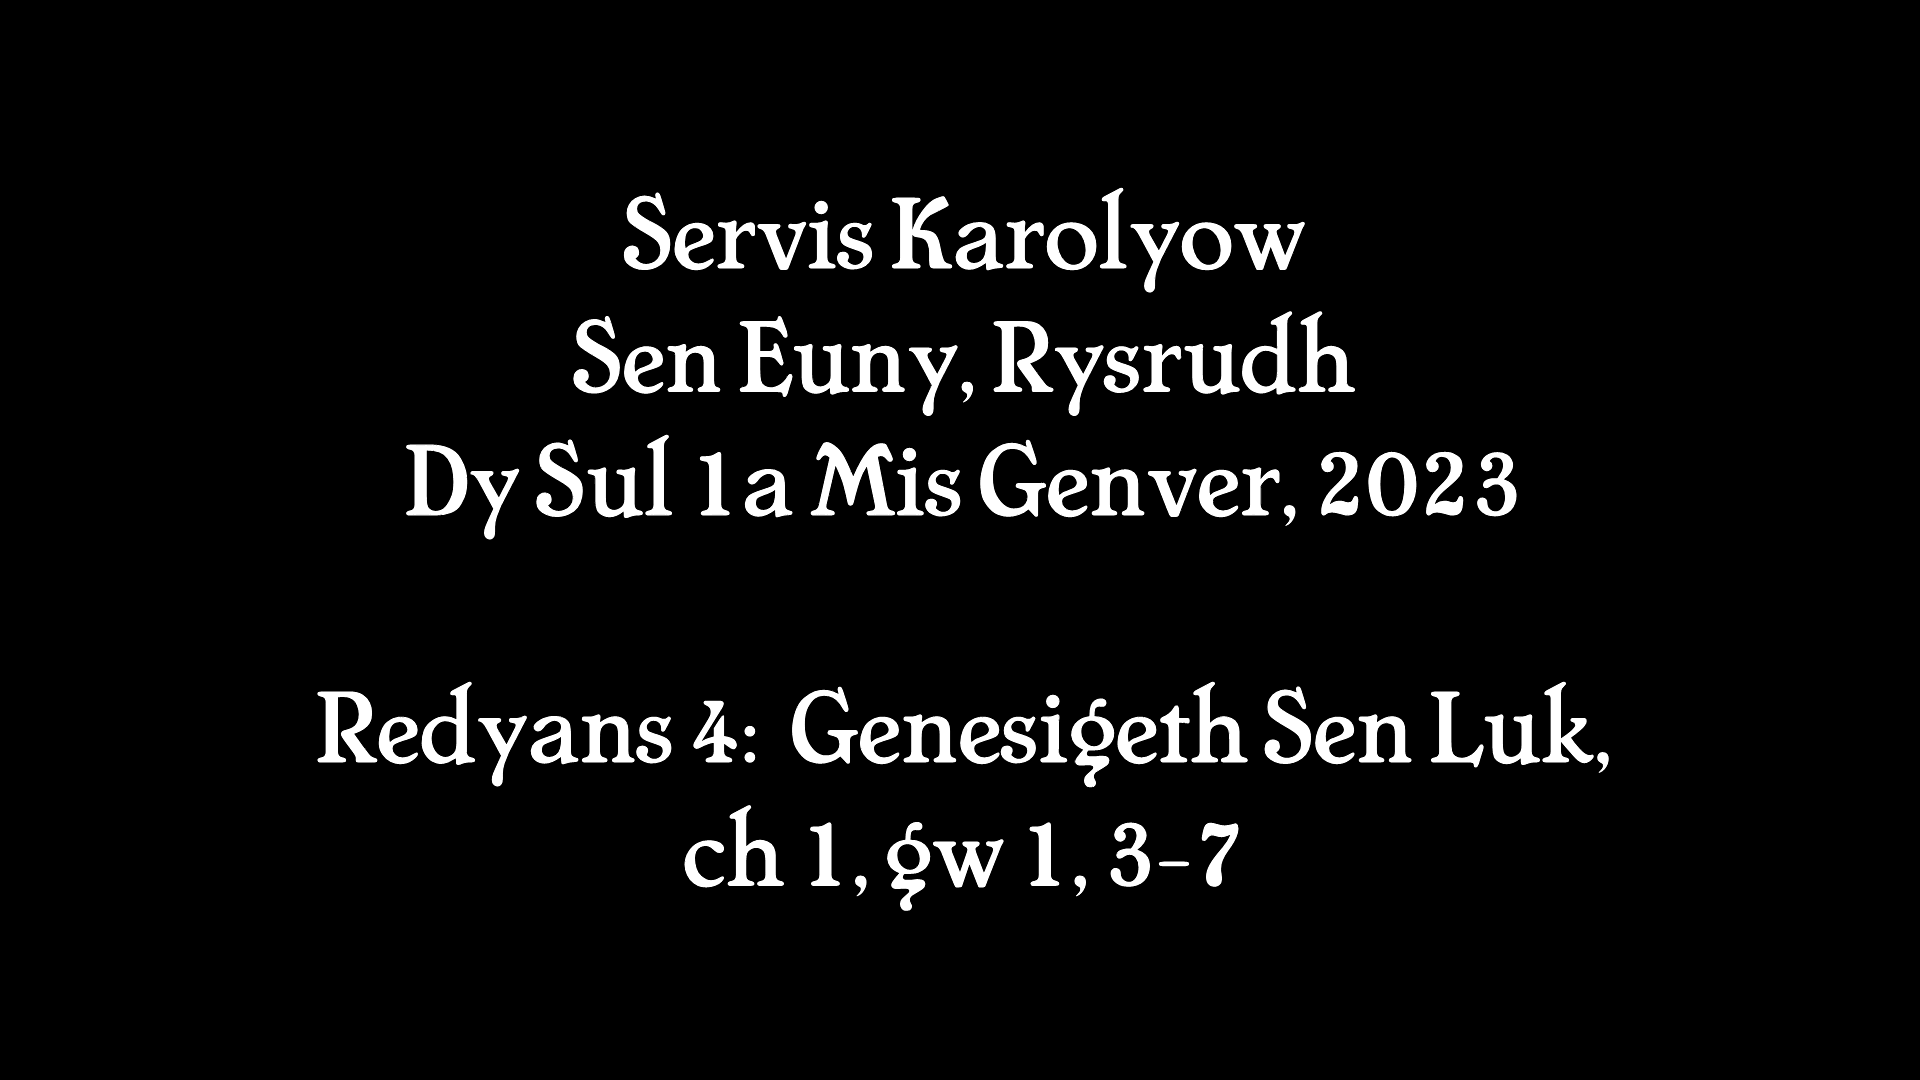 Servis Karolyow
Sen Euny, Rysrudh
Dy Sul 1a Mis Genver, 2023
Redyans 4: Genesigeth Sen Luk,
ch 1, gw 1, 3-7